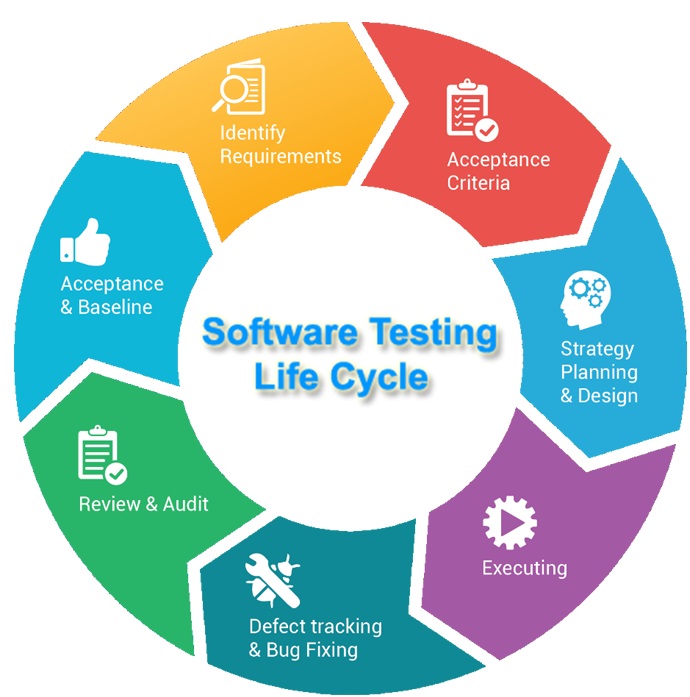 Software Testing
Life Cycle
Identify
Requirements
Acceptance
Criteria
Strategy
Planning
& Design
Executing
Defect tracking
& Bug Fixing
Review & Audit
Acceptance
& Baseline